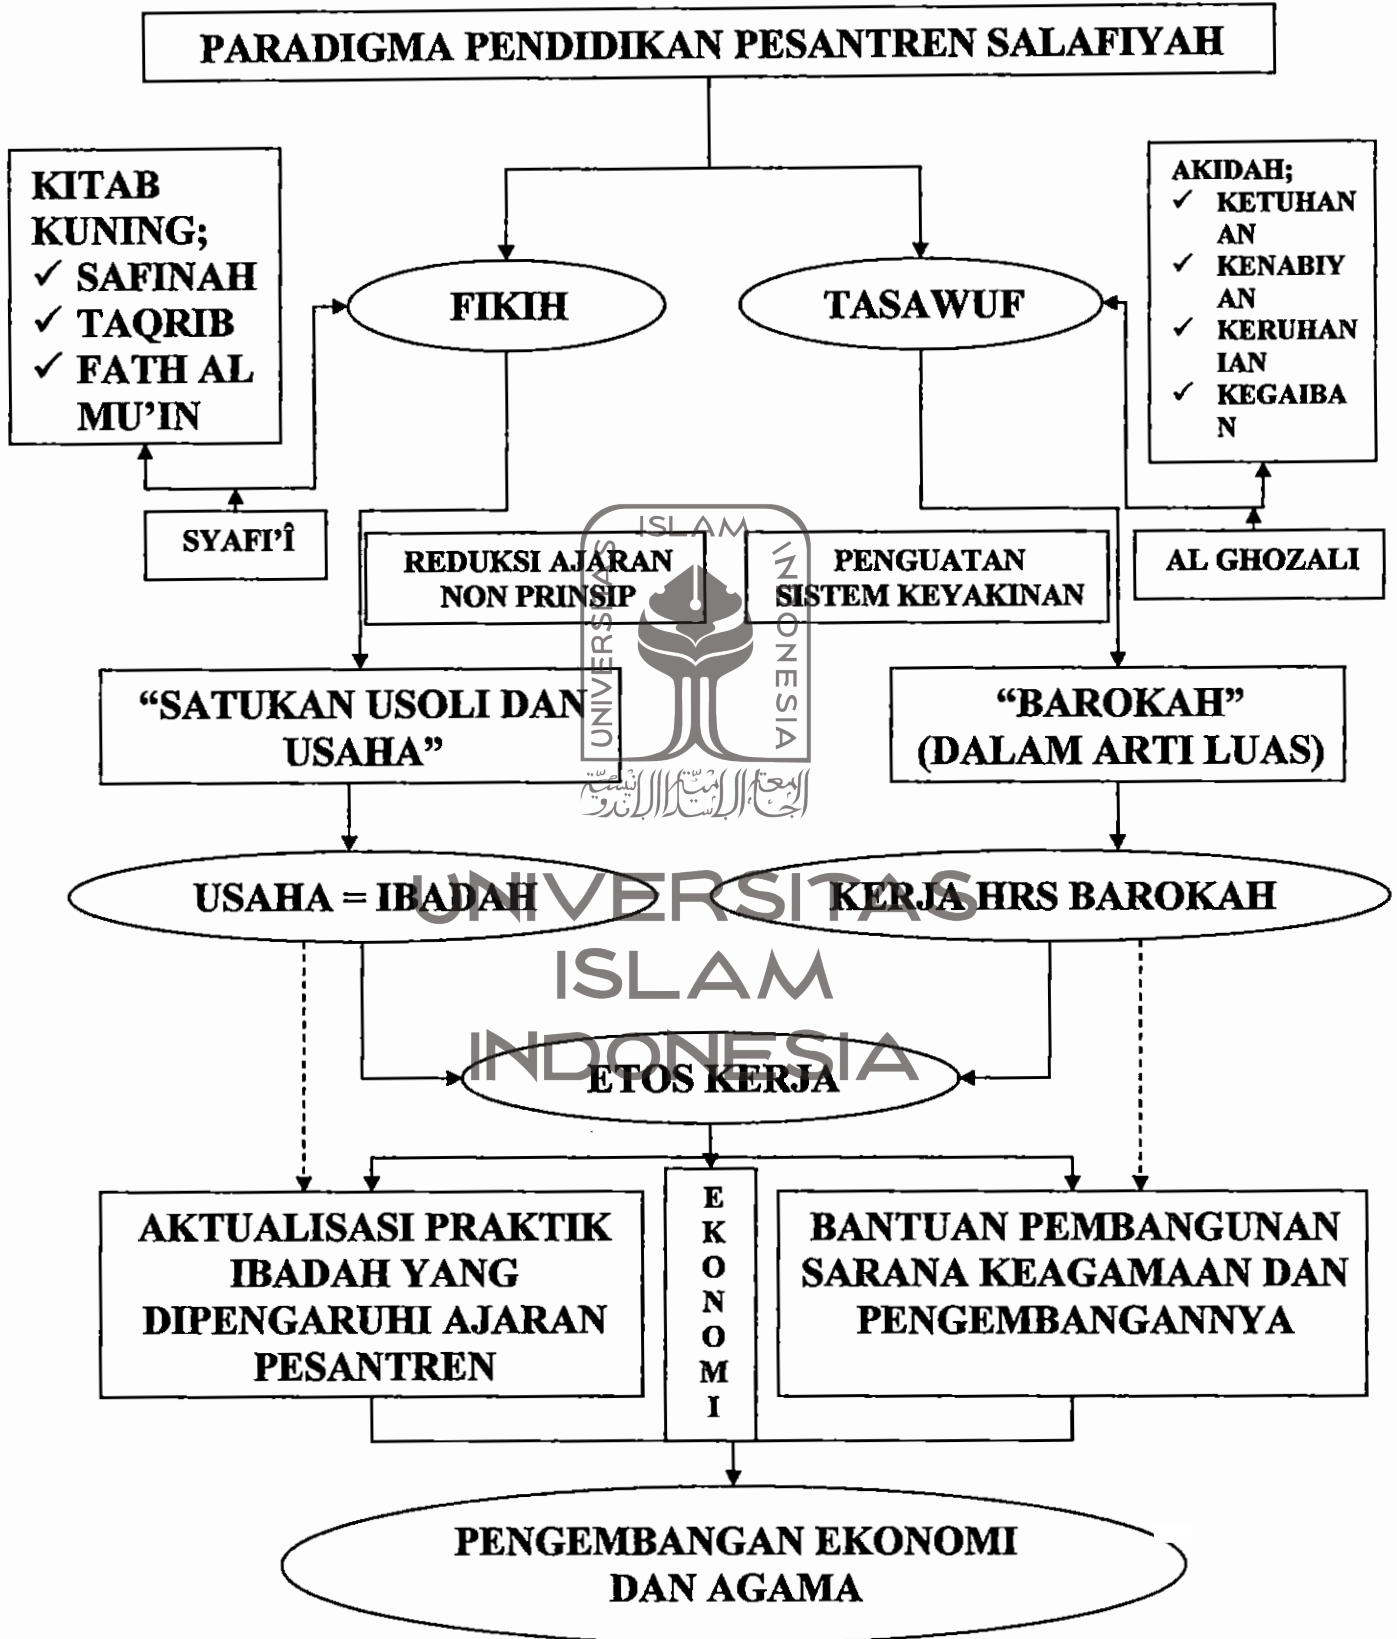 PARADIGMA PENDIDIKAN PESANTREN SALAFIYAH
KITAB
KUNING;
✓ SAFINAH
✓ TAQRIB
✓ FATH AL
MU'IN
AKIDAH;
✓ KETUHAN
AN
✓ KENABIY
AN
✓ KERUHAN
IAN
✓ KEGAIBA
N
FIKIH
TASAWUF
SYAFI'Î
REDUKSI AJARAN
NON PRINSIP
PENGUATAN
SISTEM KEYAKINAN
AL GHOZALI
UNIVERSITAS
ISLAM
INDONESIA
"SATUKAN USOLI DAN
USAHA"
"BAROKAH"
(DALAM ARTI LUAS)
الجامعة الإسلامية الإندونيسية
USAHA = IBADAH
KERJA HRS BAROKAH
UNIVERSITAS
ISLAM
INDONESIA
ETOS KERJA
AKTUALISASI PRAKTIK
IBADAH YANG
DIPENGARUHI AJARAN
PESANTREN
E
K
O
N
O
M
I
BANTUAN PEMBANGUNAN
SARANA KEAGAMAAN DAN
PENGEMBANGANNYA
PENGEMBANGAN EKONOMI
DAN AGAMA